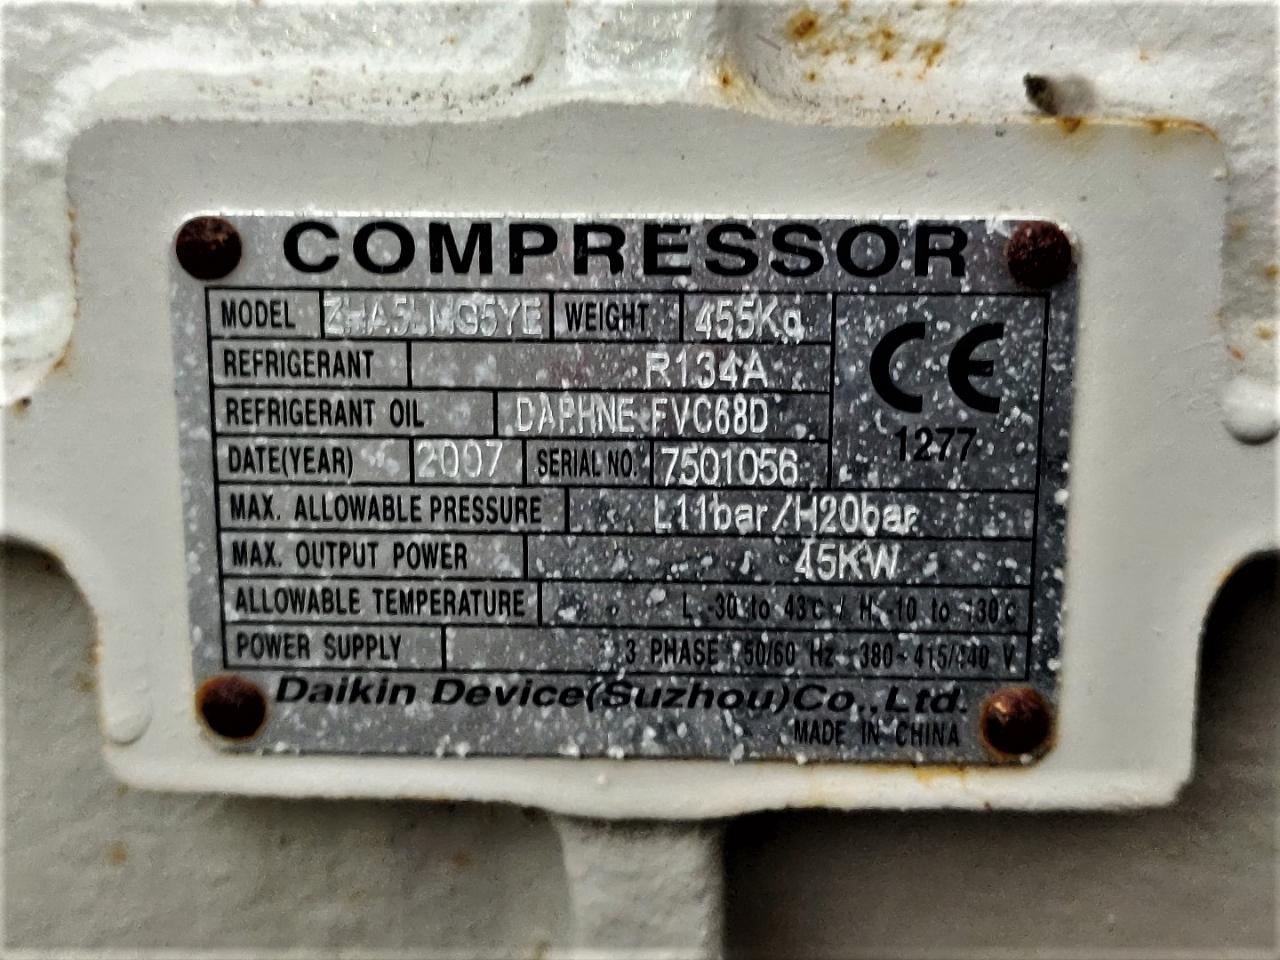 COMPRESSOR
MODEL ZHA5LMG5YE WEIGHT 455Kg
REFRIGERANT R134A
REFRIGERANT OIL DAPHNE FVC68D
CE
1277
DATE(YEAR) 2007 SERIAL NO. 7501056
MAX. ALLOWABLE PRESSURE L11bar/H20bar
MAX. OUTPUT POWER 45KW
ALLOWABLE TEMPERATURE L -30 to 43℃ / H -10 to 130℃
POWER SUPPLY 3 PHASE 50/60 Hz 380~415/440 V
Daikin Device(Suzhou)Co.,Ltd.
MADE IN CHINA